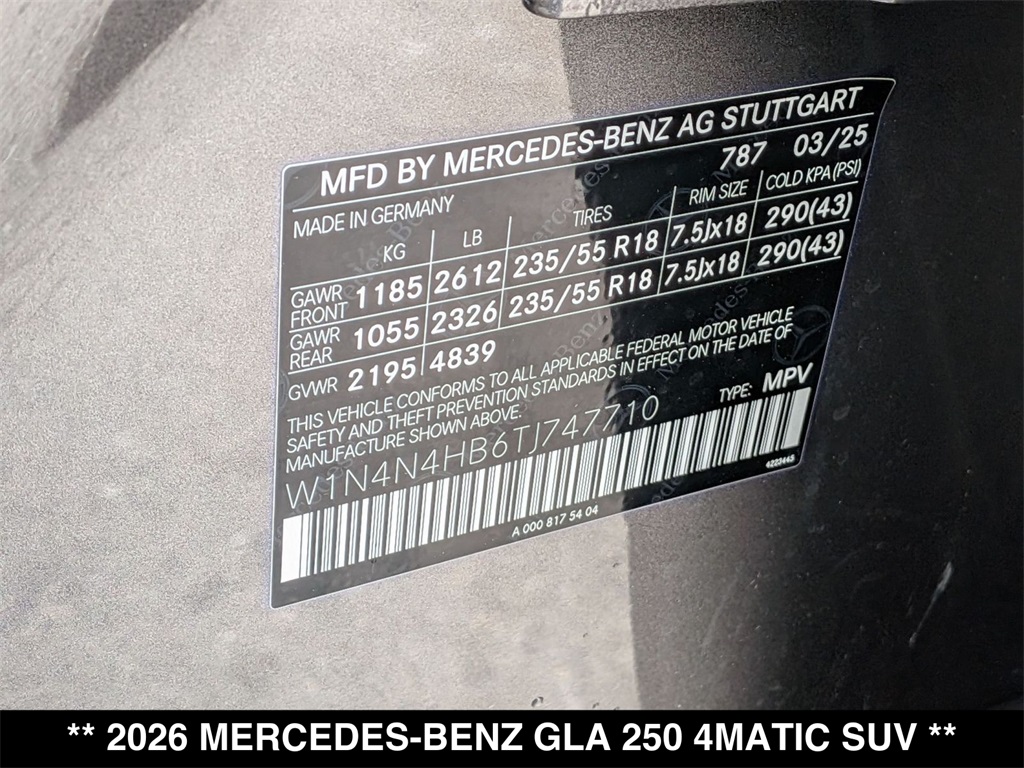 MFD BY MERCEDES-BENZ AG STUTTGART
MADE IN GERMANY 787 03/25
KG LB TIRES RIM SIZE COLD KPA(PSI)
GAWR FRONT 1185 2612 235/55 R18 7.5Jx18 290(43)
GAWR REAR 1055 2326 235/55 R18 7.5Jx18 290(43)
GVWR 2195 4839
THIS VEHICLE CONFORMS TO ALL APPLICABLE FEDERAL MOTOR VEHICLE
SAFETY AND THEFT PREVENTION STANDARDS IN EFFECT ON THE DATE OF
MANUFACTURE SHOWN ABOVE. TYPE: MPV
W1N4N4HB6TJ747710
A 000 817 54 04 4223445
** 2026 MERCEDES-BENZ GLA 250 4MATIC SUV **